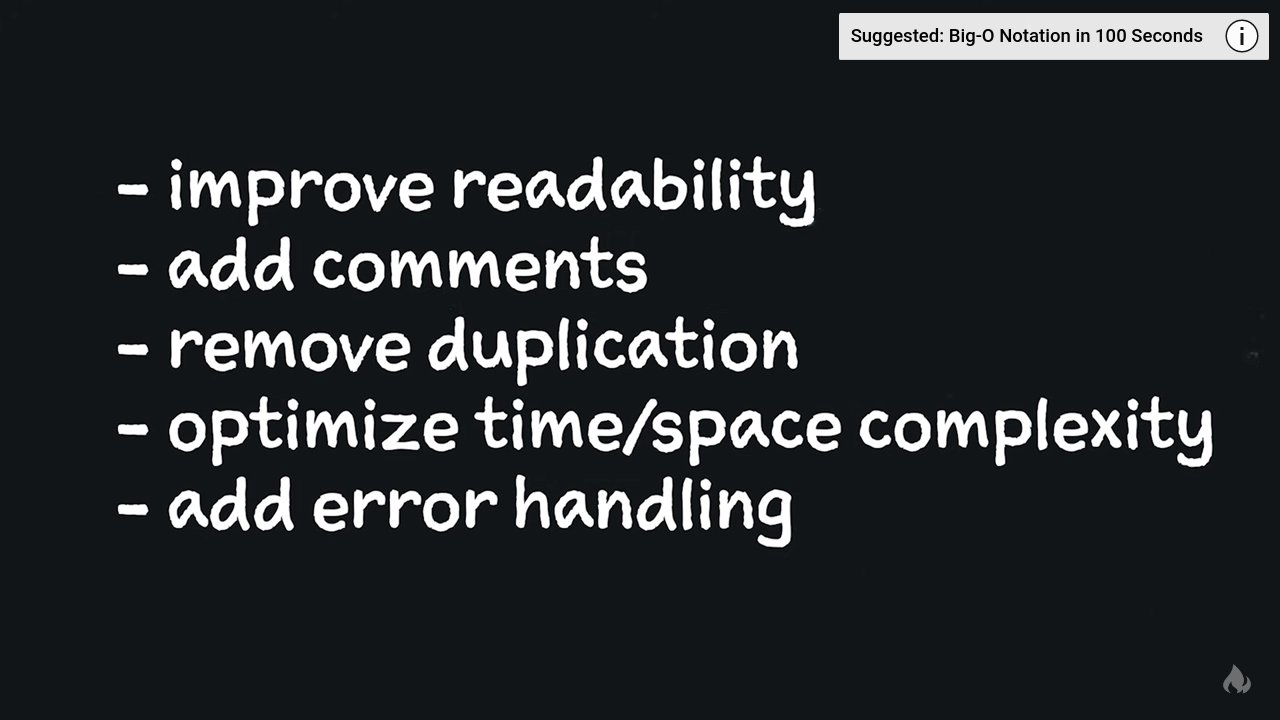 Suggested: Big-O Notation in 100 Seconds
- improve readability
- add comments
- remove duplication
- optimize time/space complexity
- add error handling